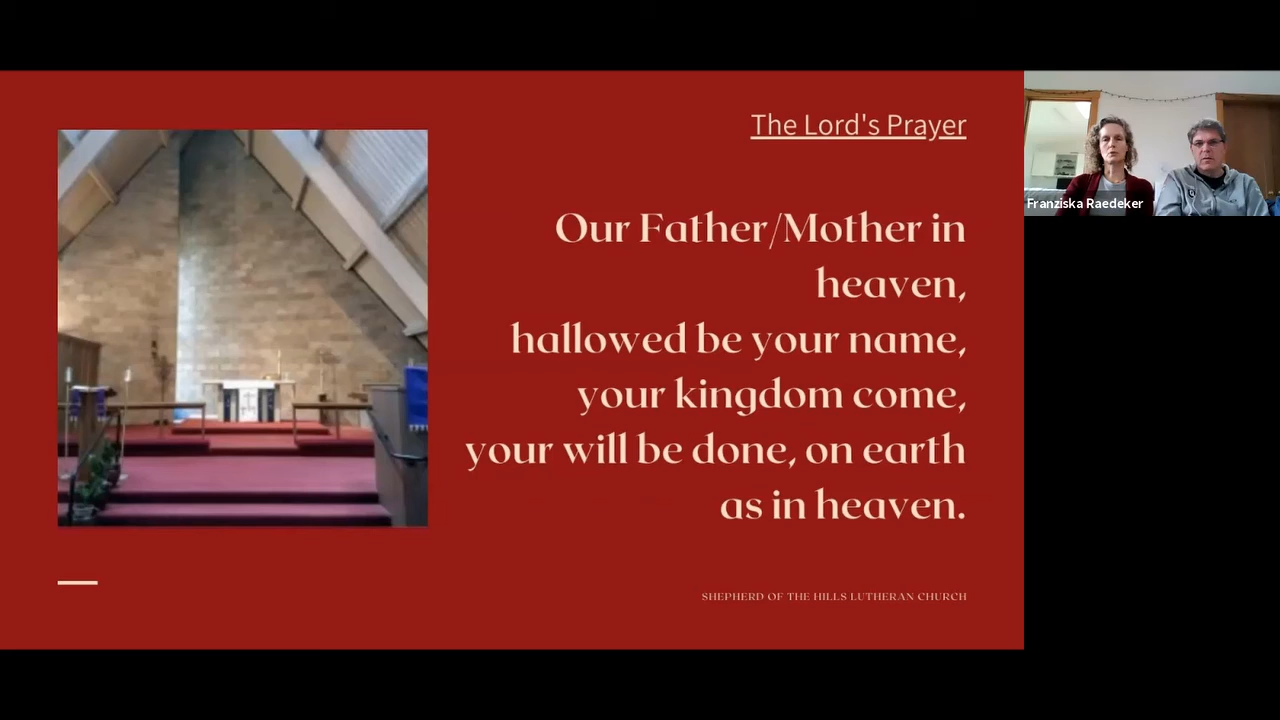 The Lord's Prayer
Our Father/Mother in
heaven,
hallowed be your name,
your kingdom come,
your will be done, on earth
as in heaven.
SHEPHERD OF THE HILLS LUTHERAN CHURCH
Franziska Raedeker